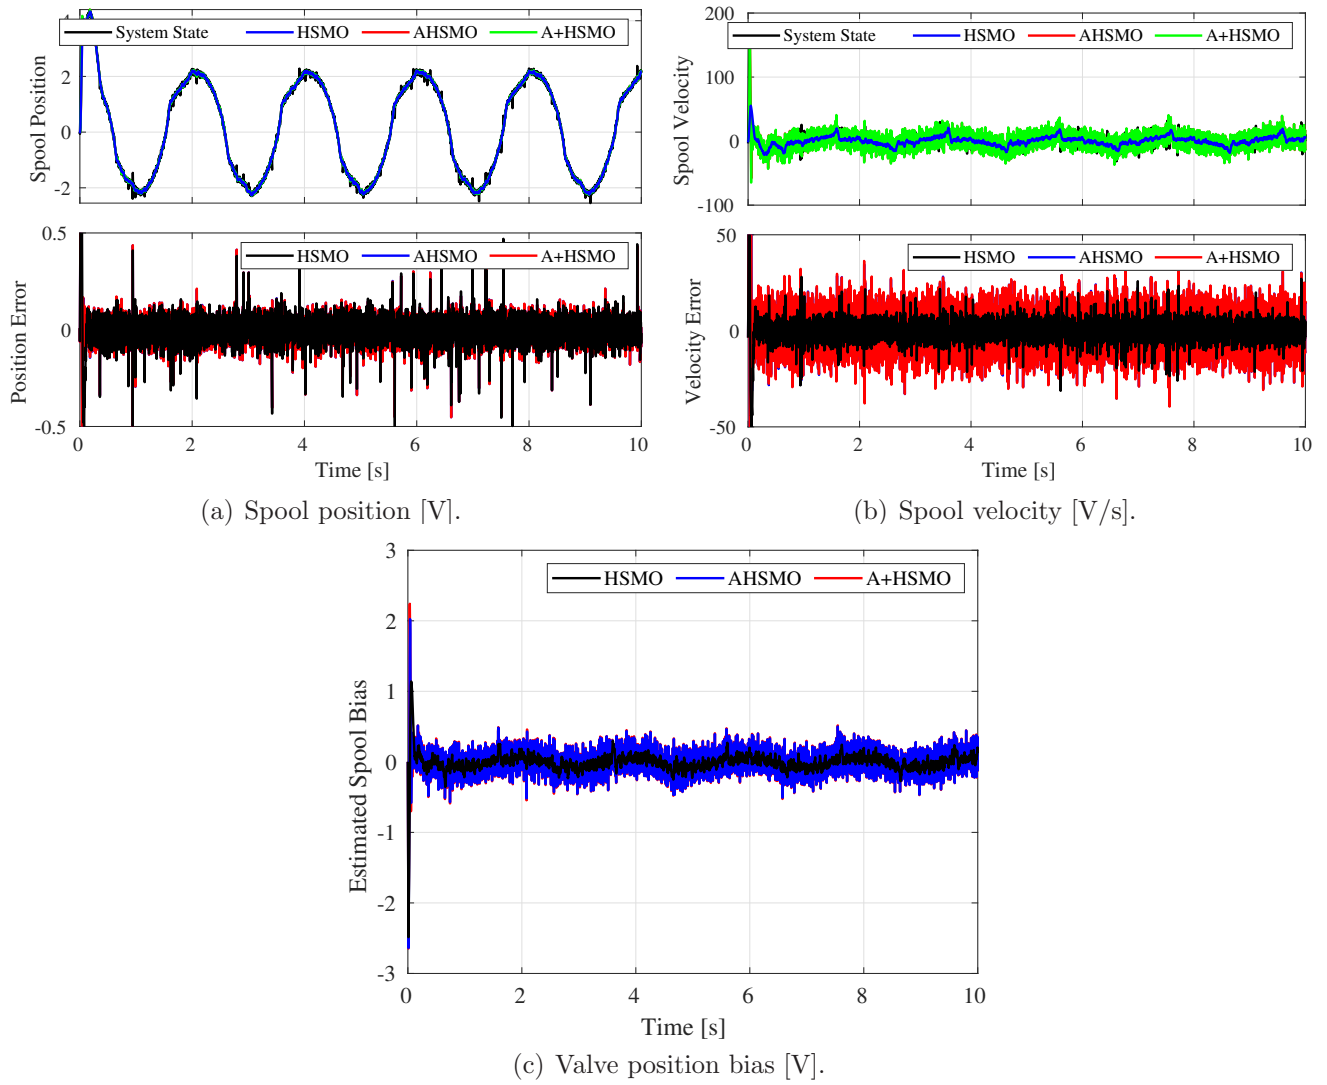 System State HSMO AHSMO A+HSMO
Spool Position
2
0
-2
HSMO AHSMO A+HSMO
Position Error
0.5
0
-0.5
0 2 4 6 8 10
Time [s]
(a) Spool position [V].
System State HSMO AHSMO A+HSMO
Spool Velocity
200
100
0
-100
HSMO AHSMO A+HSMO
Velocity Error
50
0
-50
0 2 4 6 8 10
Time [s]
(b) Spool velocity [V/s].
HSMO AHSMO A+HSMO
Estimated Spool Bias
3
2
1
0
-1
-2
-3
0 2 4 6 8 10
Time [s]
(c) Valve position bias [V].